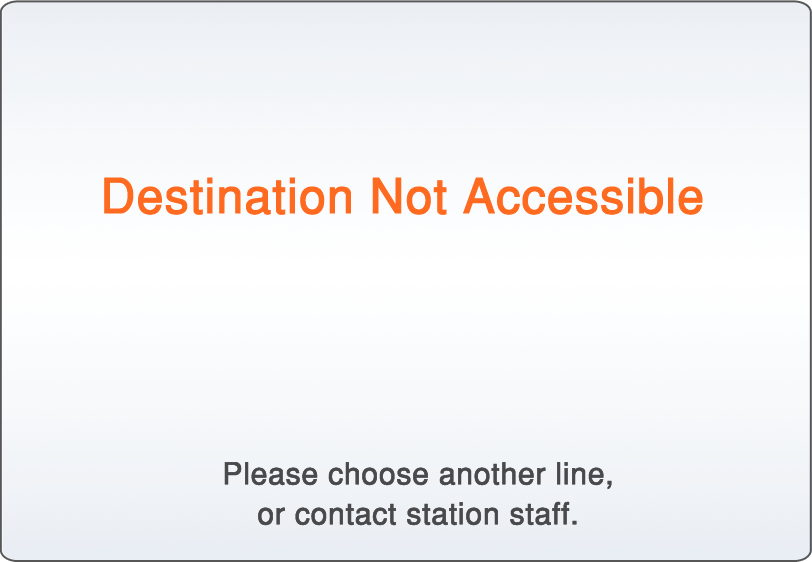 Destination Not Accessible
Please choose another line,
or contact station staff.